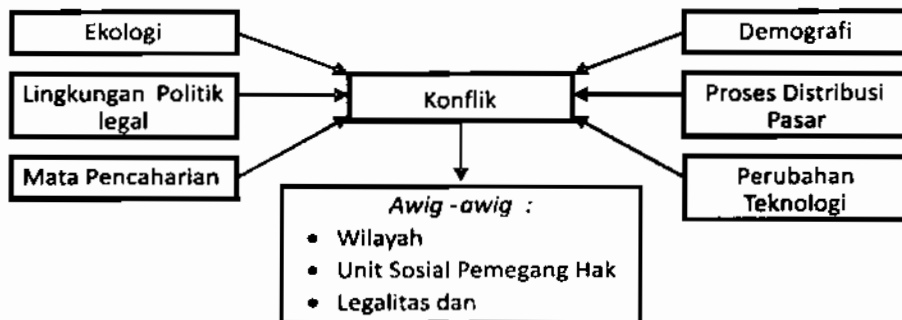 Ekologi
Lingkungan Politik
legal
Mata Pencaharian
Konflik
Demografi
Proses Distribusi
Pasar
Perubahan
Teknologi
Awig -awig :
• Wilayah
• Unit Sosial Pemegang Hak
• Legalitas dan